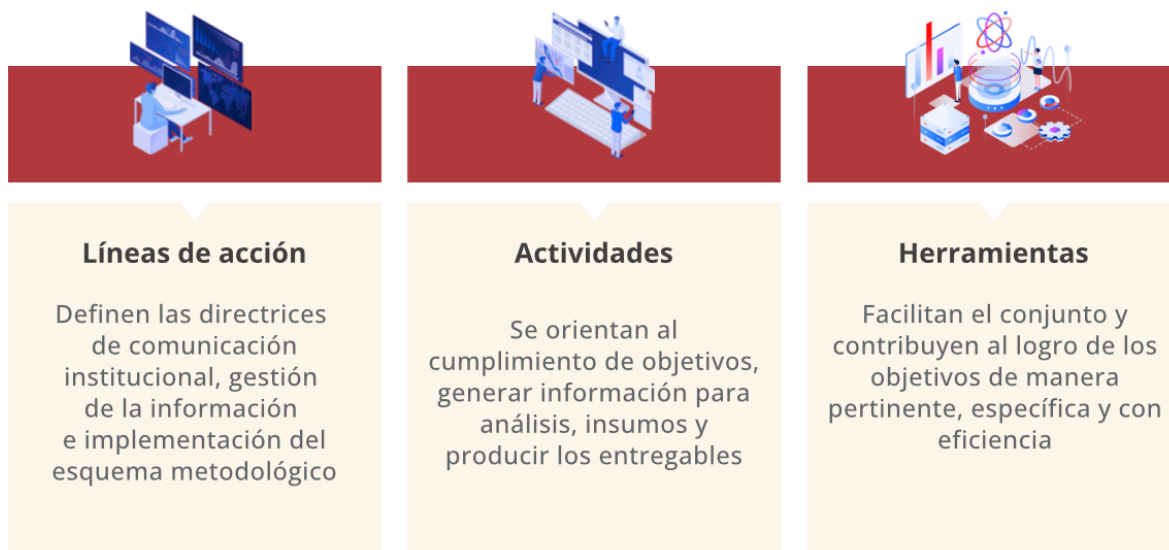 Líneas de acción
Definen las directrices
de comunicación
institucional, gestión
de la información
e implementación del
esquema metodológico
Actividades
Se orientan al
cumplimiento de objetivos,
generar información para
análisis, insumos y
producir los entregables
Herramientas
Facilitan el conjunto y
contribuyen al logro de los
objetivos de manera
pertinente, específica y con
eficiencia